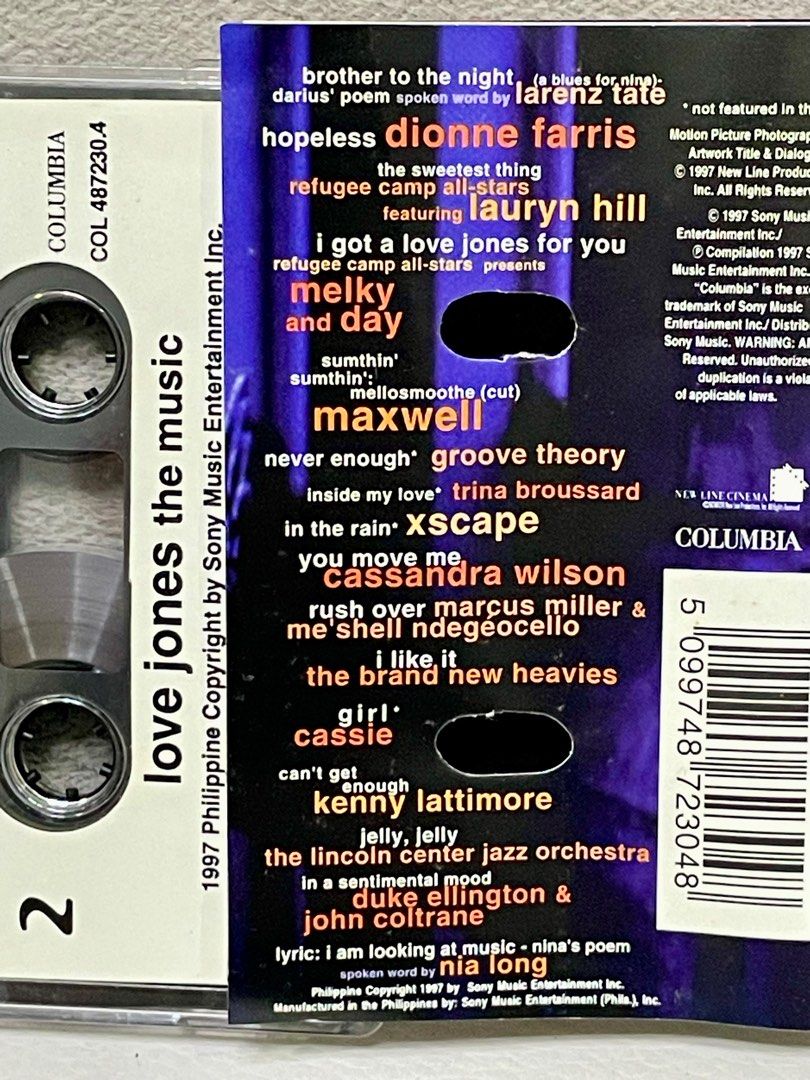 COLUMBIA
COL 487230.4
love jones the music
1997 Philippine Copyright by Sony Music Entertainment Inc.
2
brother to the night (a blues for nina)-
darius' poem spoken word by larenz tate
hopeless dionne farris
the sweetest thing
refugee camp all-stars
featuring lauryn hill
i got a love jones for you
refugee camp all-stars presents
melky
and day
sumthin'
sumthin':
mellosmoothe (cut)
maxwell
never enough* groove theory
inside my love* trina broussard
in the rain* xscape
you move me
cassandra wilson
rush over marcus miller &
me'shell ndegéocello
i like it
the brand new heavies
girl*
cassie
can't get
enough
kenny lattimore
jelly, jelly
the lincoln center jazz orchestra
in a sentimental mood
duke ellington &
john coltrane
lyric: i am looking at music - nina's poem
spoken word by nia long
Philippine Copyright 1997 by Sony Music Entertainment Inc.
Manufactured in the Philippines by: Sony Music Entertainment (Phils.), Inc.
* not featured in th
Motion Picture Photograp
Artwork Title & Dialog
© 1997 New Line Produc
Inc. All Rights Reser
© 1997 Sony Musi
Entertainment Inc./
℗ Compilation 1997 S
Music Entertainment Inc.
"Columbia" is the ex
trademark of Sony Music
Entertainment Inc./ Distrib
Sony Music. WARNING: Al
Reserved. Unauthorize
duplication is a viola
of applicable laws.
NEW LINE CINEMA
COLUMBIA
5 099748 723048